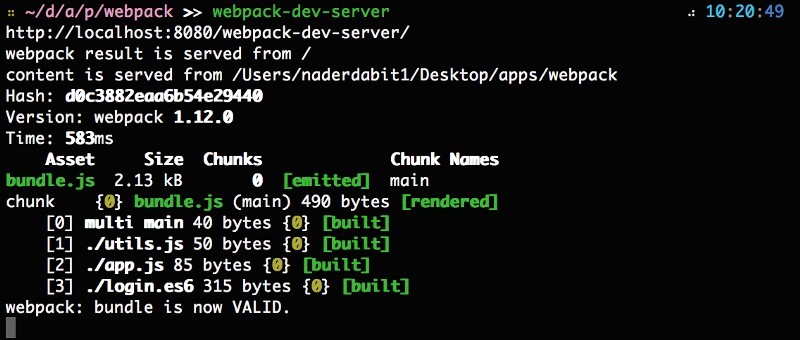 :: ~/d/a/p/webpack >> webpack-dev-server 10:20:49
http://localhost:8080/webpack-dev-server/
webpack result is served from /
content is served from /Users/naderdabit1/Desktop/apps/webpack
Hash: d0c3882eaa6b54e29440
Version: webpack 1.12.0
Time: 583ms
Asset Size Chunks Chunk Names
bundle.js 2.13 kB 0 [emitted] main
chunk {0} bundle.js (main) 490 bytes [rendered]
[0] multi main 40 bytes {0} [built]
[1] ./utils.js 50 bytes {0} [built]
[2] ./app.js 85 bytes {0} [built]
[3] ./login.es6 315 bytes {0} [built]
webpack: bundle is now VALID.